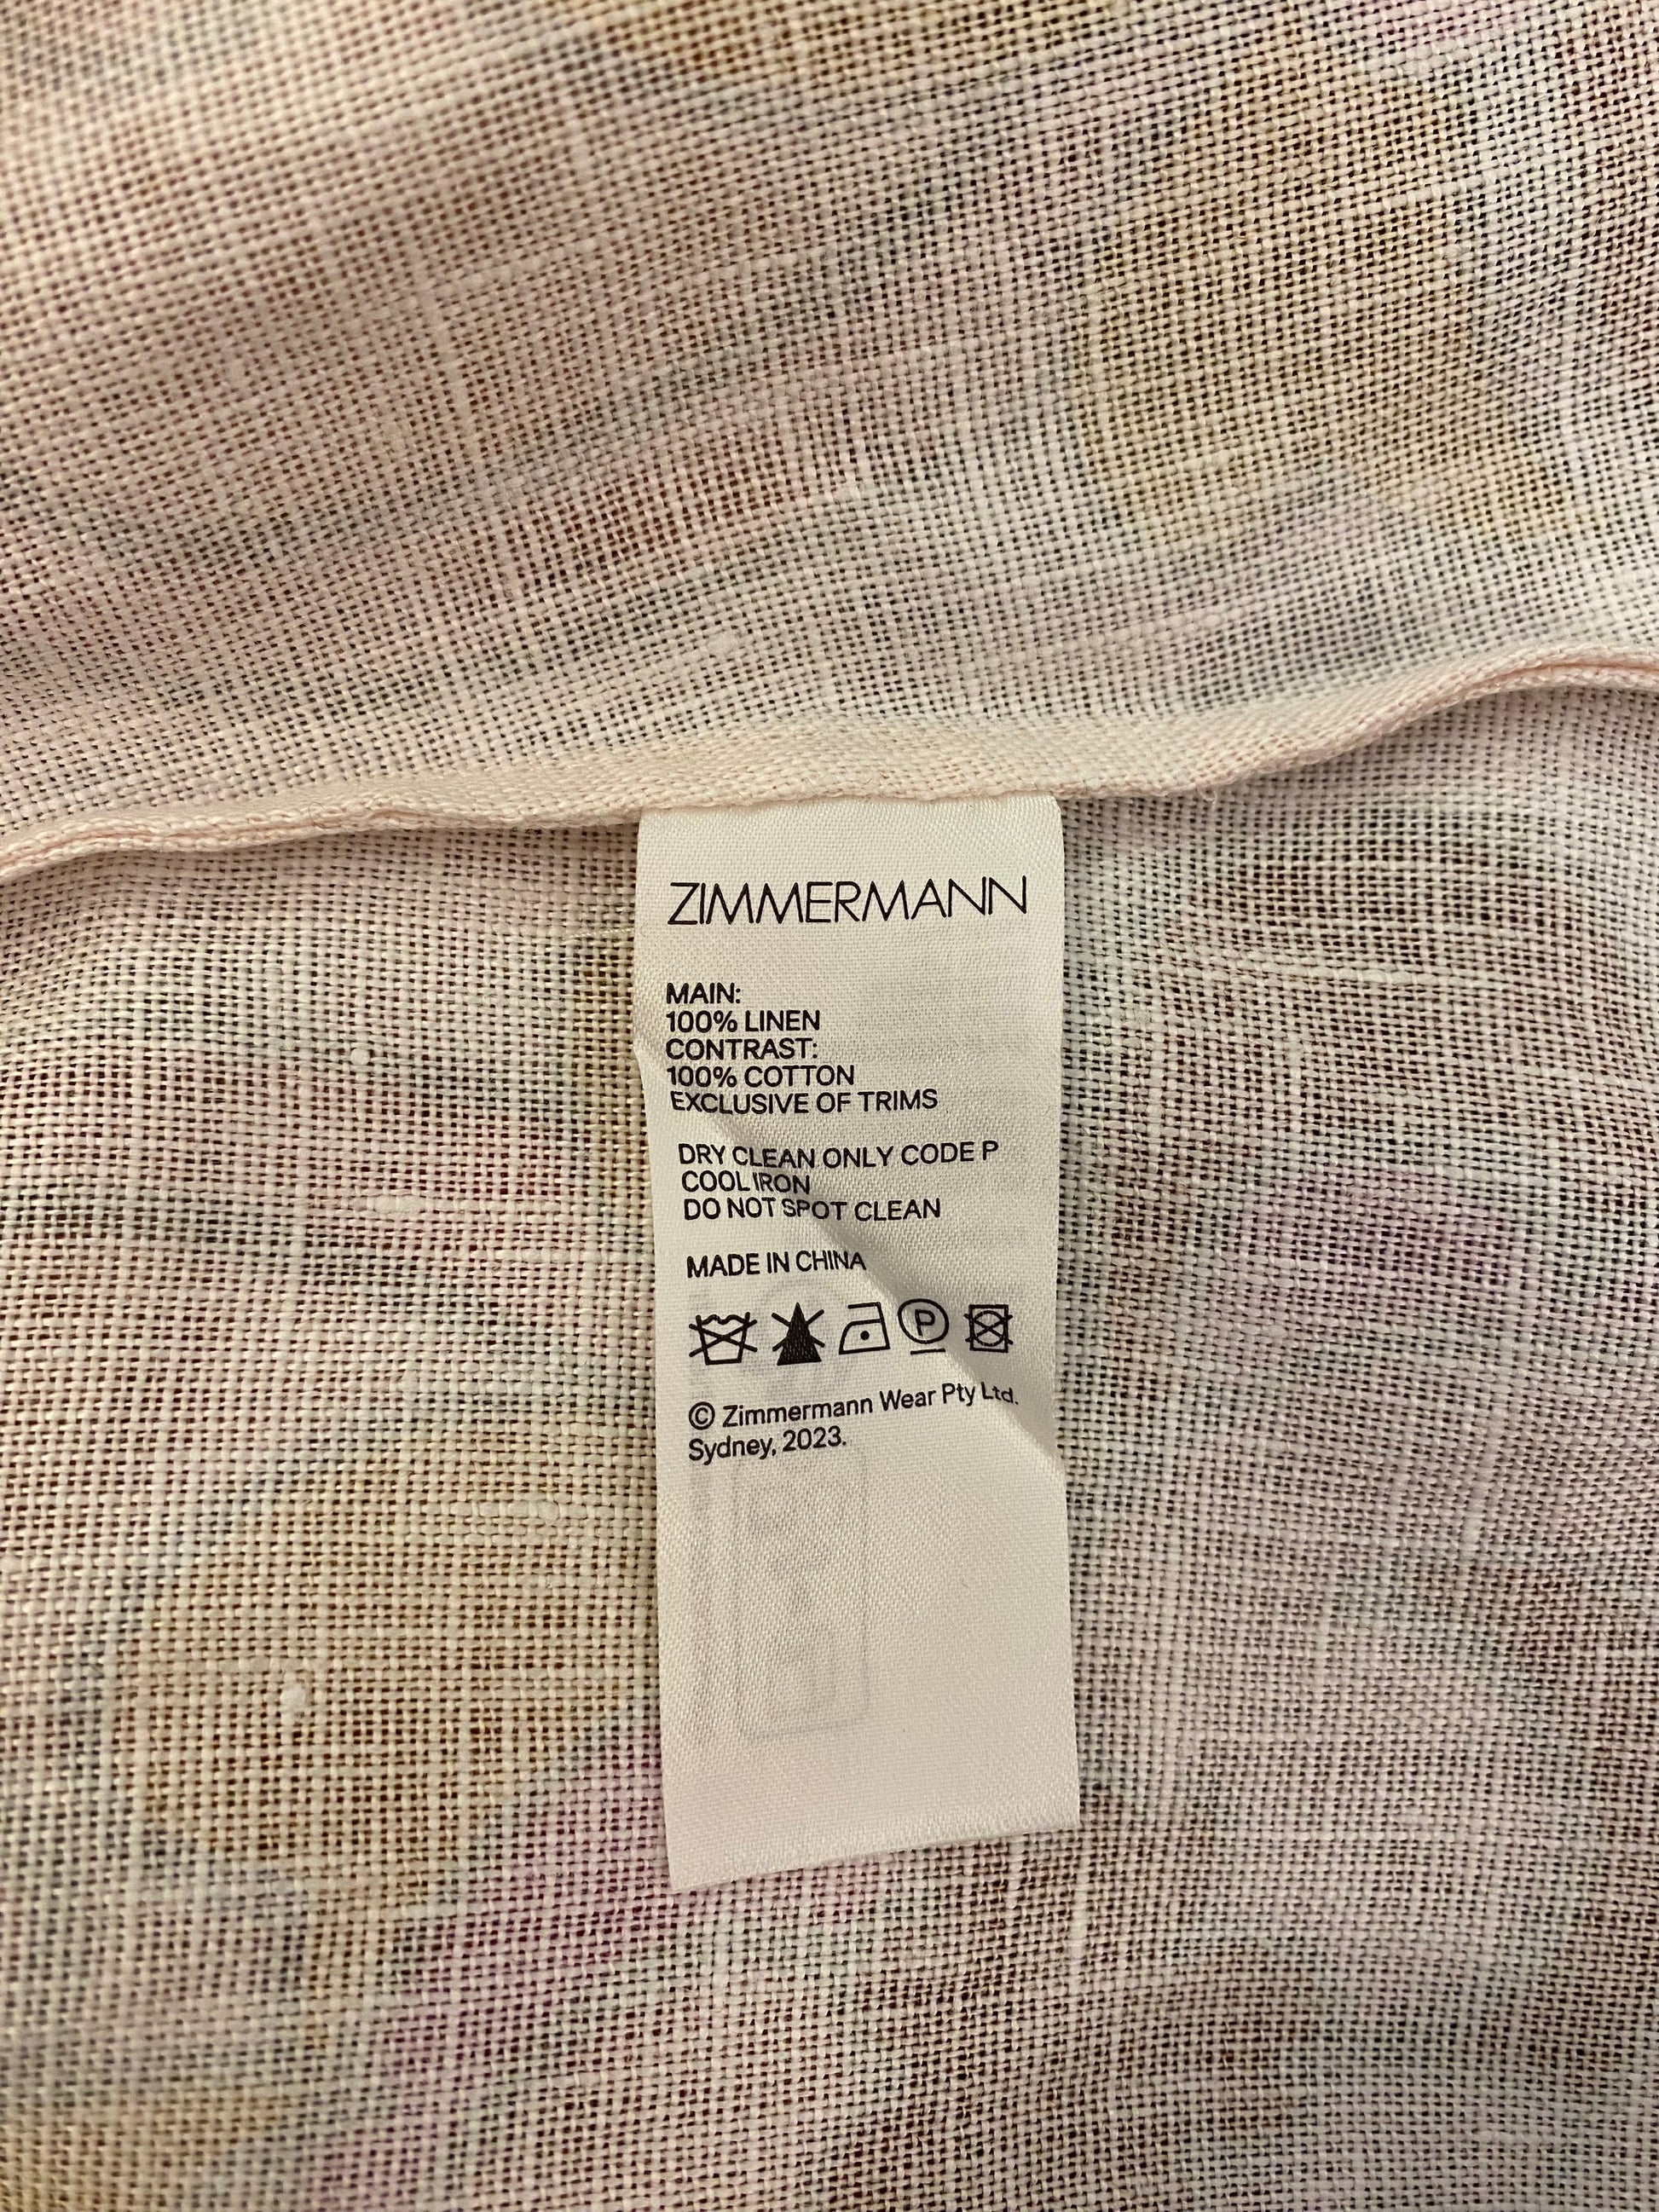 ZIMMERMANN
MAIN:
100% LINEN
CONTRAST:
100% COTTON
EXCLUSIVE OF TRIMS
DRY CLEAN ONLY CODE P
COOL IRON
DO NOT SPOT CLEAN
MADE IN CHINA
P
© Zimmermann Wear Pty Ltd.
Sydney, 2023.